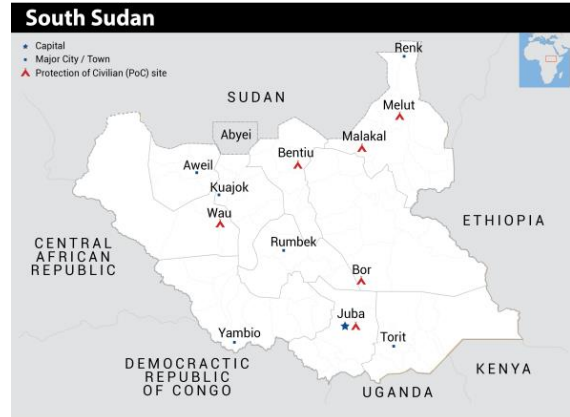 South Sudan
Capital
Major City / Town
Protection of Civilian (PoC) site
Renk
SUDAN
Melut
Abyei
Malakal
Bentiu
Aweil
Kuajok
Wau
ETHIOPIA
CENTRAL
AFRICAN
REPUBLIC
Rumbek
Bor
Juba
Yambio
Torit
DEMOCRACTIC
REPUBLIC
OF CONGO
KENYA
UGANDA